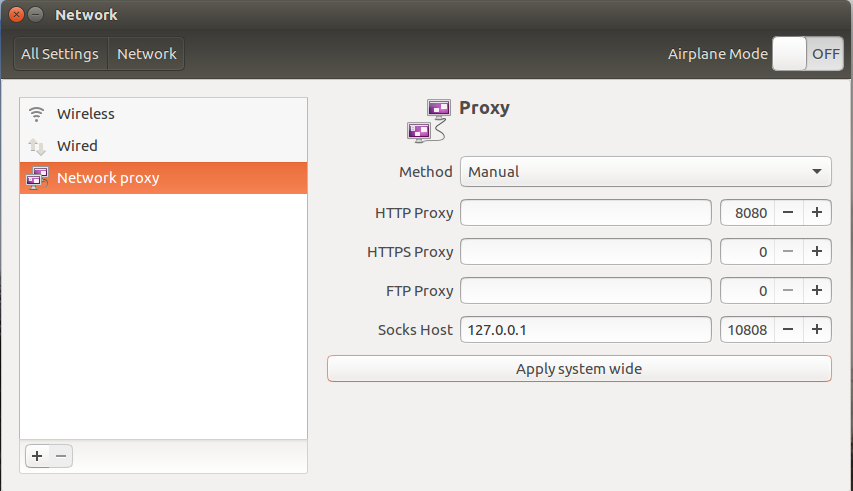 Network
All Settings Network Airplane Mode OFF
Wireless
Wired
Network proxy
Proxy
Method Manual
HTTP Proxy 8080 − +
HTTPS Proxy 0 − +
FTP Proxy 0 − +
Socks Host 127.0.0.1 10808 − +
Apply system wide
+ −